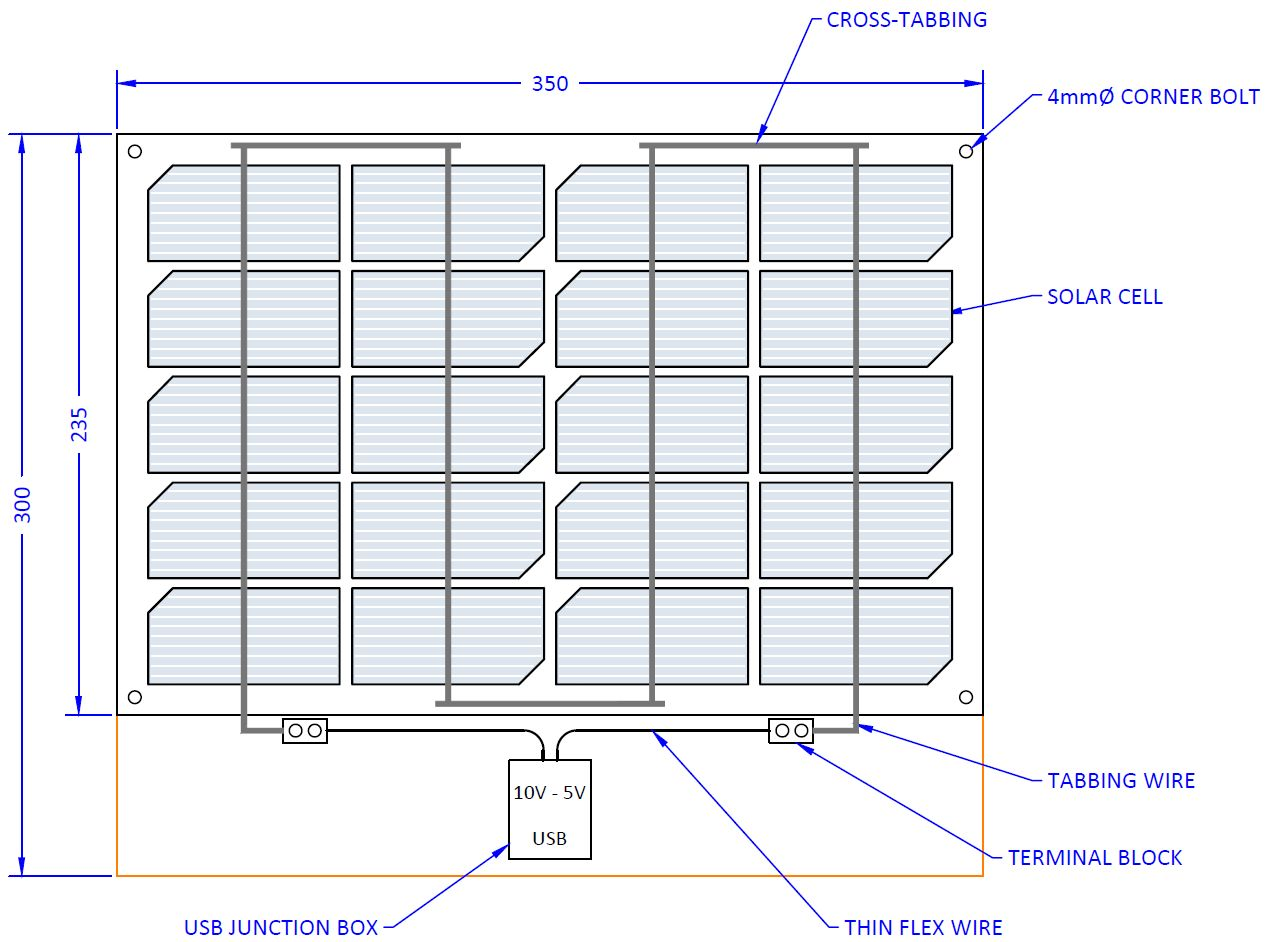 CROSS-TABBING
350
4mmØ CORNER BOLT
SOLAR CELL
235
300
TABBING WIRE
10V - 5V
USB
TERMINAL BLOCK
USB JUNCTION BOX
THIN FLEX WIRE